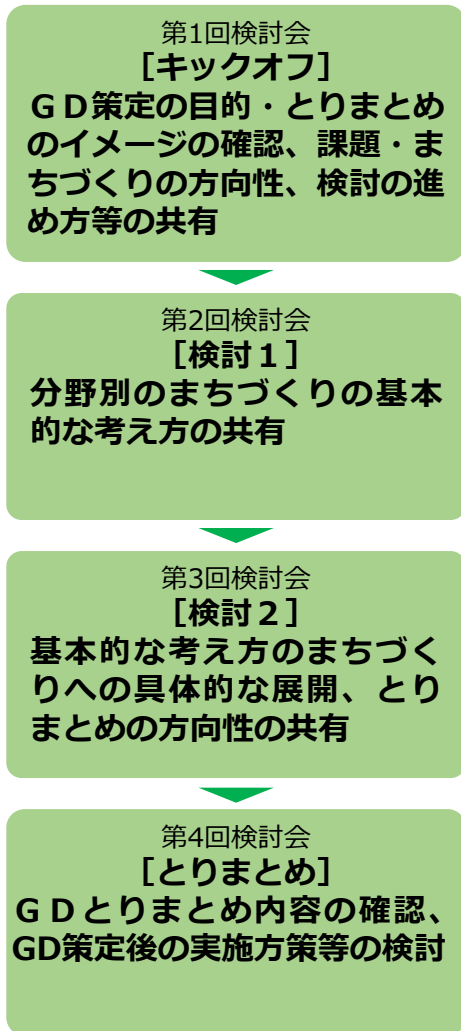 第1回検討会
［キックオフ］
ＧＤ策定の目的・とりまとめ
のイメージの確認、課題・ま
ちづくりの方向性、検討の進
め方等の共有
第2回検討会
［検討１］
分野別のまちづくりの基本
的な考え方の共有
第3回検討会
［検討２］
基本的な考え方のまちづく
りへの具体的な展開、とり
まとめの方向性の共有
第4回検討会
［とりまとめ］
ＧＤとりまとめ内容の確認、
GD策定後の実施方策等の検討